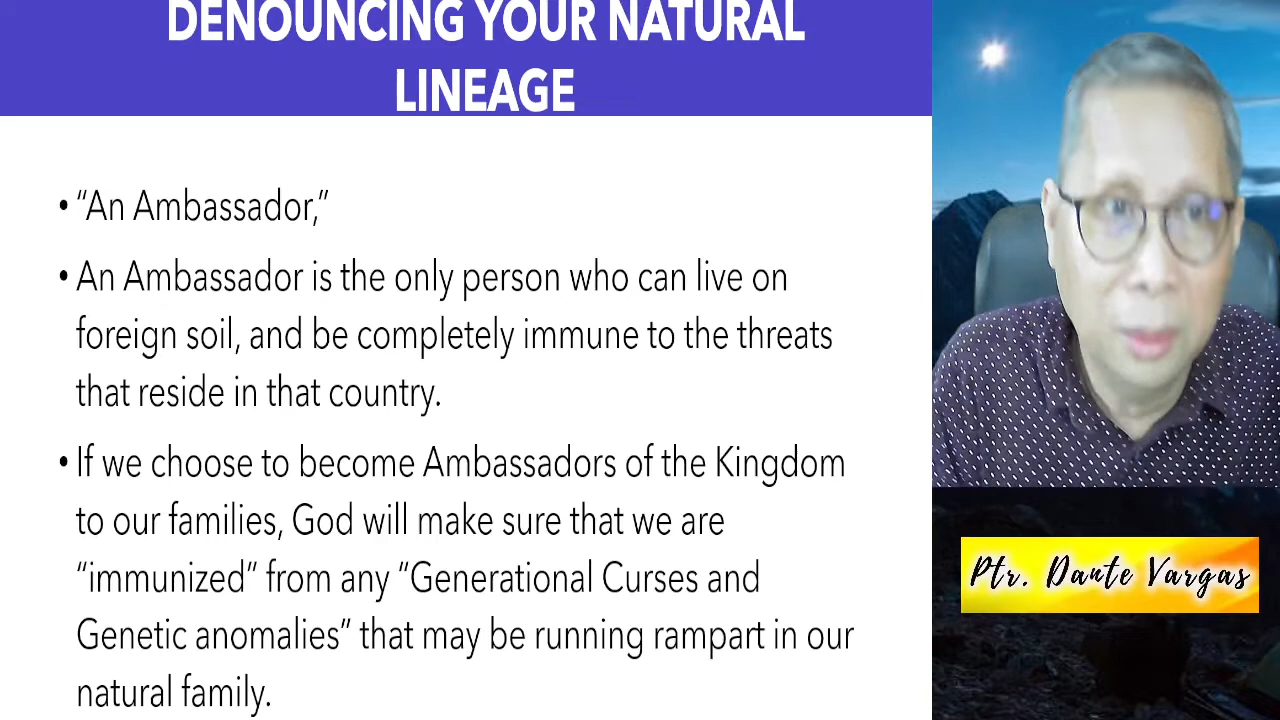 DENOUNCING YOUR NATURAL
LINEAGE
• “An Ambassador,”
• An Ambassador is the only person who can live on
foreign soil, and be completely immune to the threats
that reside in that country.
• If we choose to become Ambassadors of the Kingdom
to our families, God will make sure that we are
“immunized” from any “Generational Curses and
Genetic anomalies” that may be running rampart in our
natural family.
Ptr. Dante Vargas